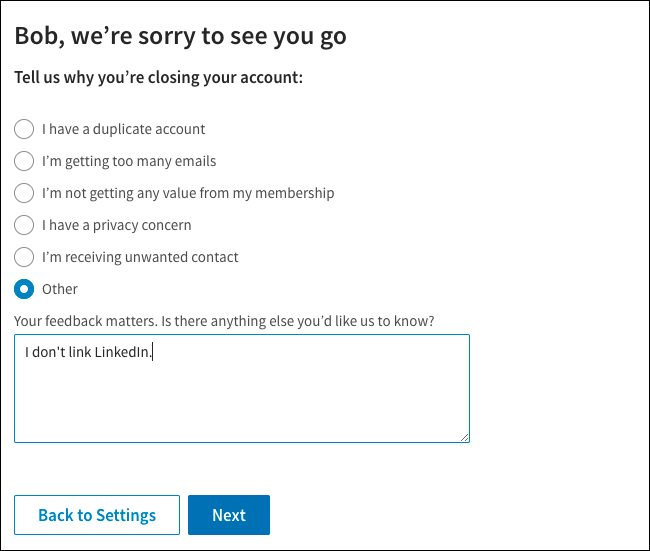 Bob, we’re sorry to see you go
Tell us why you’re closing your account:
I have a duplicate account
I’m getting too many emails
I’m not getting any value from my membership
I have a privacy concern
I’m receiving unwanted contact
Other
Your feedback matters. Is there anything else you’d like us to know?
I don't link LinkedIn.
Back to Settings
Next